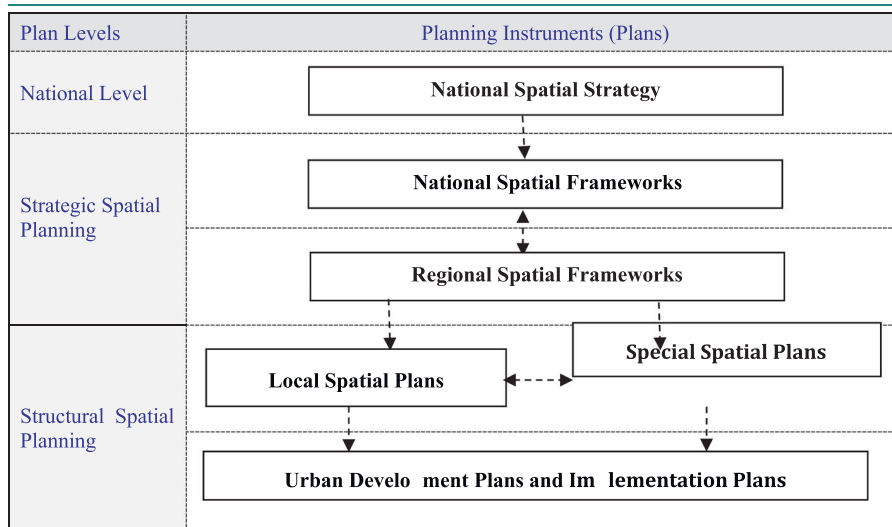 Plan Levels
Planning Instruments (Plans)
National Level
National Spatial Strategy
Strategic Spatial
Planning
National Spatial Frameworks
Regional Spatial Frameworks
Structural Spatial
Planning
Special Spatial Plans
Local Spatial Plans
Urban Develo ment Plans and Im lementation Plans